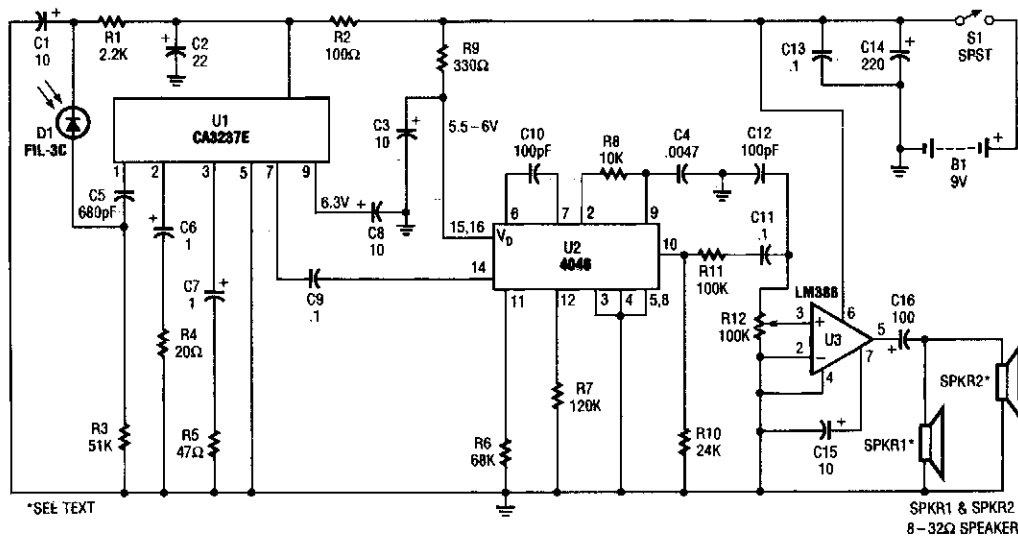 C1
10
R1
2.2K
C2
22
R2
100Ω
R9
330Ω
C13
.1
C14
220
S1
SPST
B1
9V
D1
FIL-3C
U1
CA3237E
1
2
3
5
7
9
C3
10
5.5–6V
C10
100pF
R8
10K
C4
.0047
C12
100pF
C5
680pF
C6
1
C7
1
6.3V
C8
10
C9
.1
15,16
14
VD
6
7
2
9
U2
4046
10
11
12
3
4
5,8
R11
100K
C11
.1
R12
100K
LM386
3
2
6
U3
5
7
4
C16
100
SPKR2*
SPKR1*
R4
20Ω
R3
51K
R5
47Ω
R6
68K
R7
120K
R10
24K
C15
10
*SEE TEXT
SPKR1 & SPKR2
8–32Ω SPEAKER